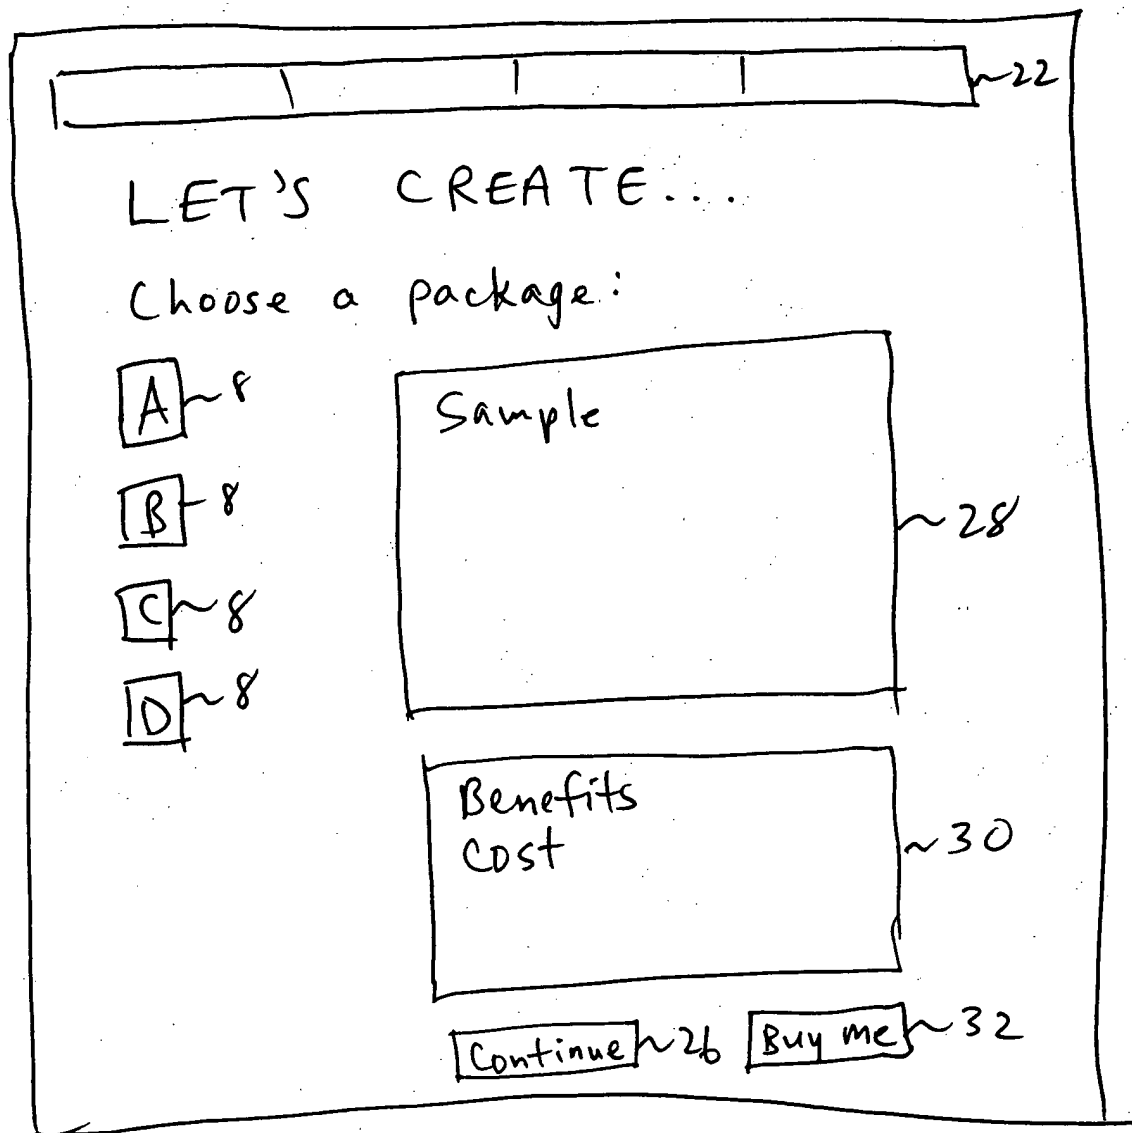 22
LET'S CREATE...
Choose a package:
A 8
B 8
C 8
D 8
Sample
28
Benefits
Cost
30
Continue 26 Buy me 32